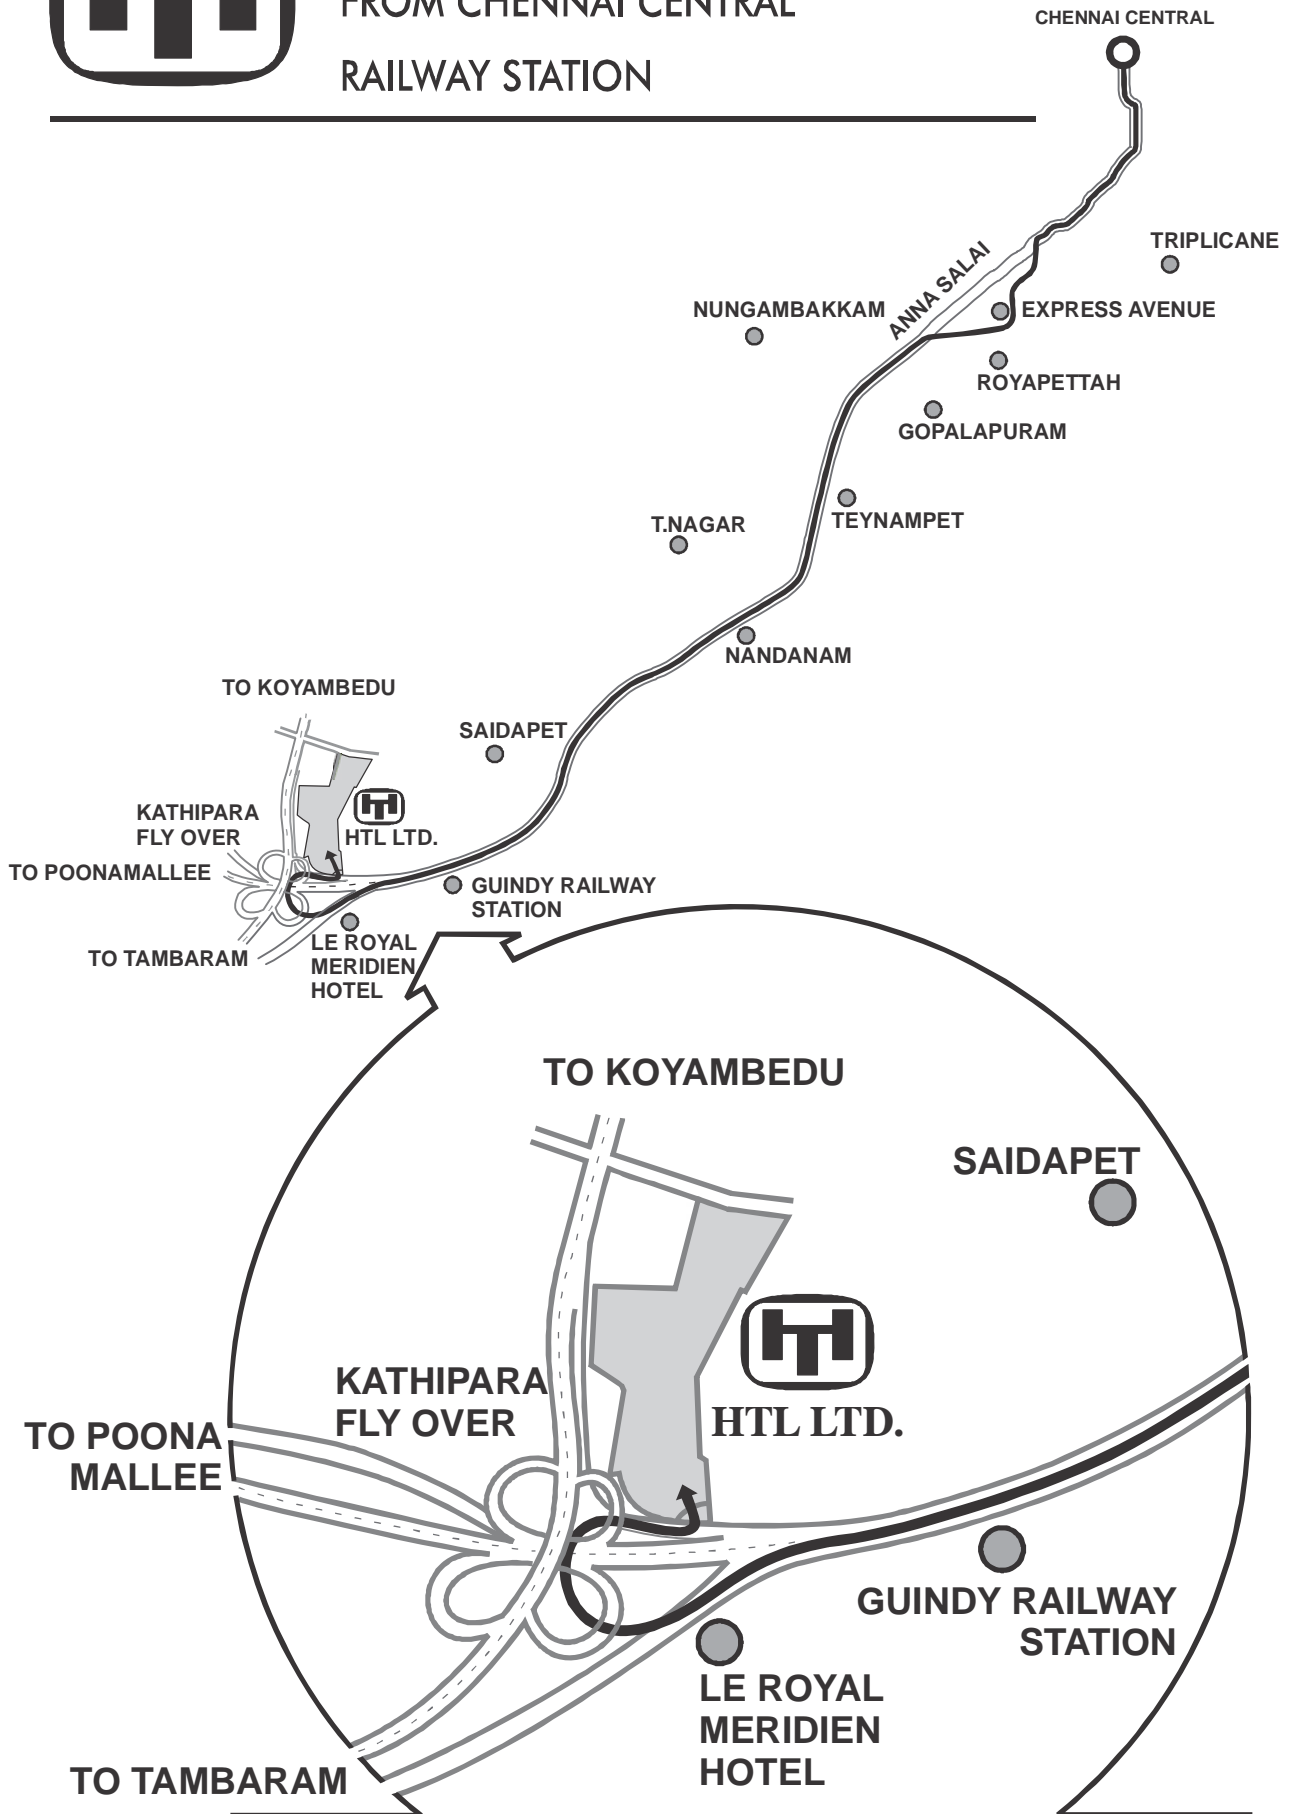 FROM CHENNAI CENTRAL
RAILWAY STATION
CHENNAI CENTRAL
TRIPLICANE
ANNA SALAI
NUNGAMBAKKAM
EXPRESS AVENUE
ROYAPETTAH
GOPALAPURAM
TEYNAMPET
T.NAGAR
NANDANAM
TO KOYAMBEDU
SAIDAPET
KATHIPARA
FLY OVER
HTL LTD.
TO POONAMALLEE
GUINDY RAILWAY
STATION
TO TAMBARAM
LE ROYAL
MERIDIEN
HOTEL
TO KOYAMBEDU
SAIDAPET
KATHIPARA
FLY OVER
HTL LTD.
TO POONA
MALLEE
GUINDY RAILWAY
STATION
LE ROYAL
MERIDIEN
HOTEL
TO TAMBARAM